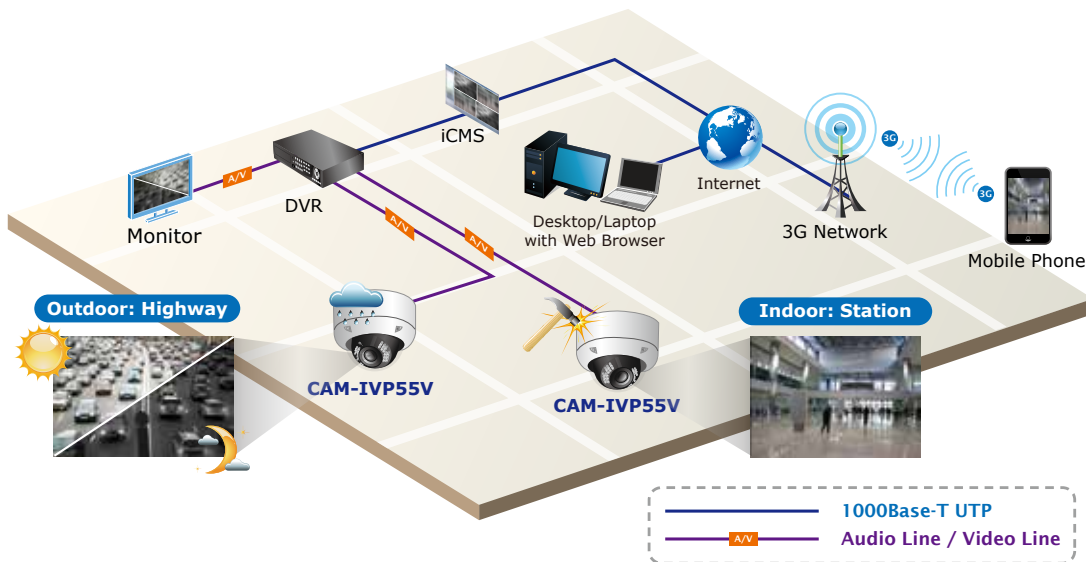 iCMS
A/V
DVR
Monitor
A/V
A/V
Desktop/Laptop
with Web Browser
Internet
3G
3G
3G Network
Mobile Phone
Outdoor: Highway
Indoor: Station
CAM-IVP55V
CAM-IVP55V
1000Base-T UTP
A/V
Audio Line / Video Line